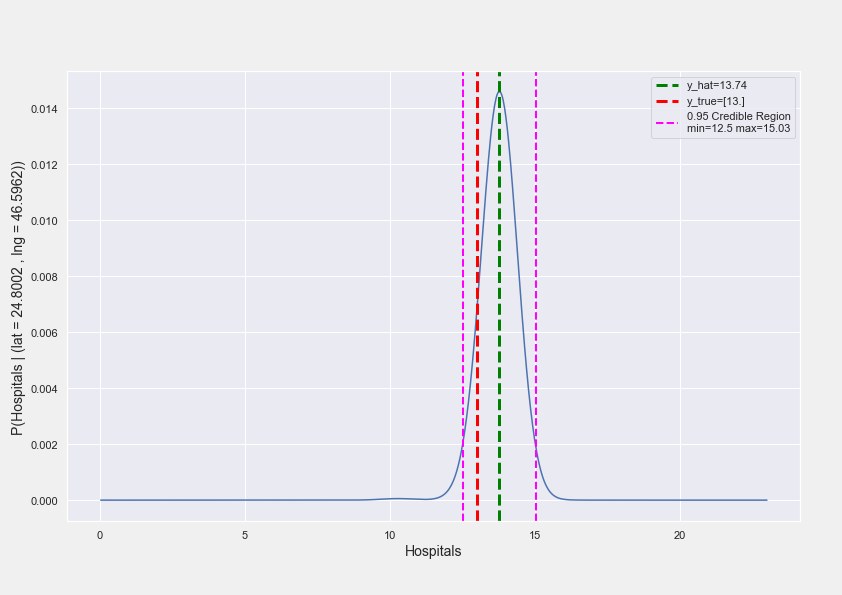 y_hat=13.74
y_true=[13.]
0.95 Credible Region
min=12.5 max=15.03
0.014
0.012
0.010
0.008
0.006
0.004
0.002
0.000
P(Hospitals | (lat = 24.8002 , lng = 46.5962))
0 5 10 15 20
Hospitals